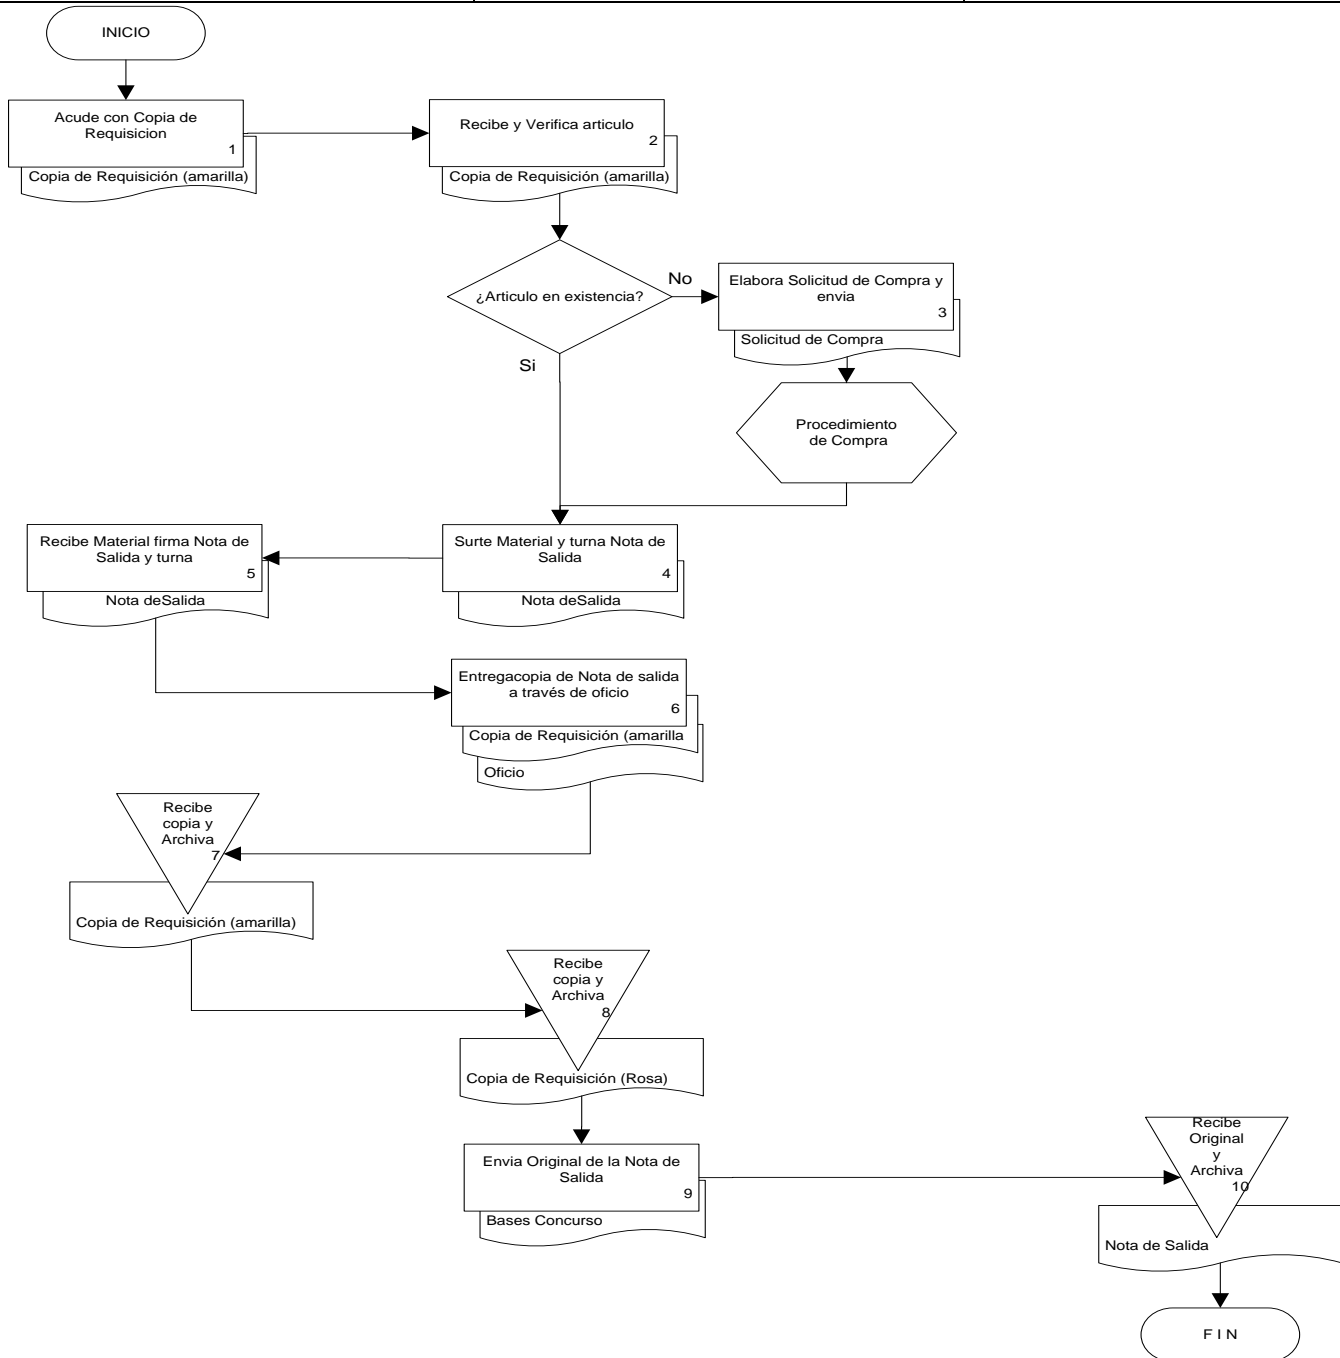 INICIO
Acude con Copia de
Requisicion
1
Copia de Requisición (amarilla)
Recibe y Verifica articulo
2
Copia de Requisición (amarilla)
¿Articulo en existencia?
No
Si
Elabora Solicitud de Compra y
envia
3
Solicitud de Compra
Procedimiento
de Compra
Surte Material y turna Nota de
Salida
4
Nota deSalida
Recibe Material firma Nota de
Salida y turna
5
Nota deSalida
Entregacopia de Nota de salida
a través de oficio
6
Copia de Requisición (amarilla
Oficio
Recibe
copia y
Archiva
7
Copia de Requisición (amarilla)
Recibe
copia y
Archiva
8
Copia de Requisición (Rosa)
Envia Original de la Nota de
Salida
9
Bases Concurso
Recibe
Original
y
Archiva
10
Nota de Salida
F I N